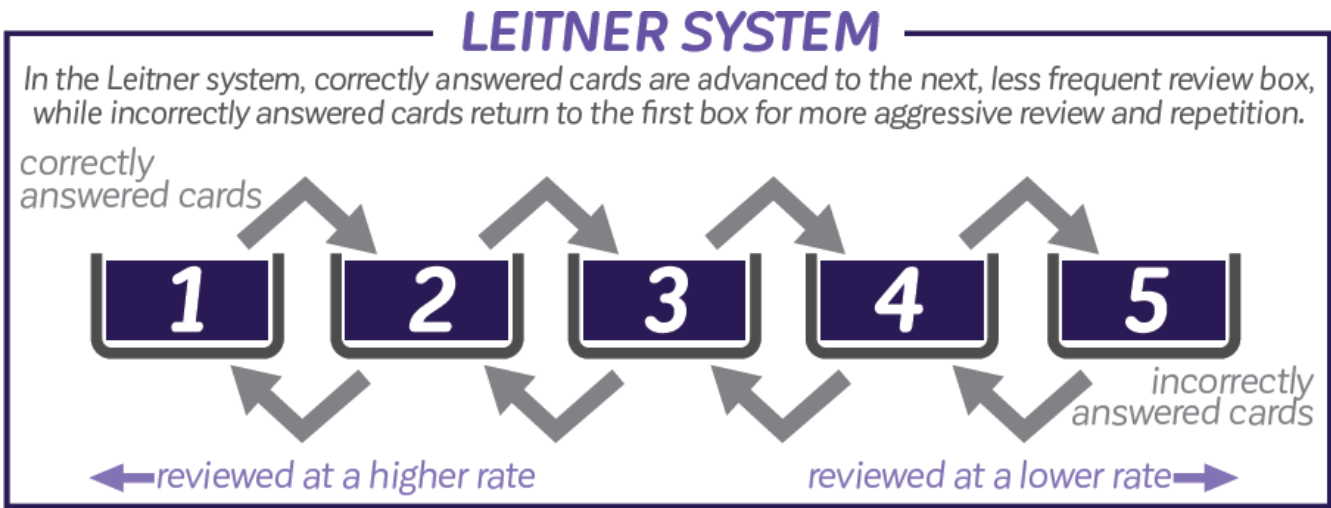 LEITNER SYSTEM
In the Leitner system, correctly answered cards are advanced to the next, less frequent review box,
while incorrectly answered cards return to the first box for more aggressive review and repetition.
correctly
answered cards
1 2 3 4 5
incorrectly
answered cards
reviewed at a higher rate
reviewed at a lower rate